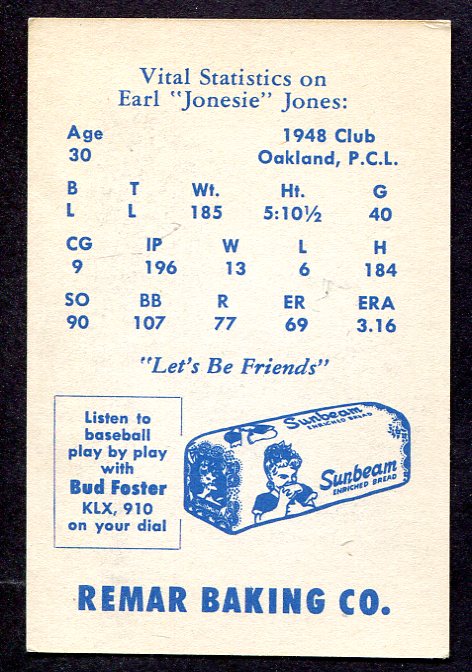 Vital Statistics on
Earl "Jonesie" Jones:
Age 1948 Club
30 Oakland, P.C.L.
B T Wt. Ht. G
L L 185 5:10½ 40
CG IP W L H
9 196 13 6 184
SO BB R ER ERA
90 107 77 69 3.16
"Let's Be Friends"
Listen to
baseball
play by play
with
Bud Foster
KLX, 910
on your dial
Sunbeam
ENRICHED BREAD
Sunbeam
ENRICHED BREAD
REMAR BAKING CO.